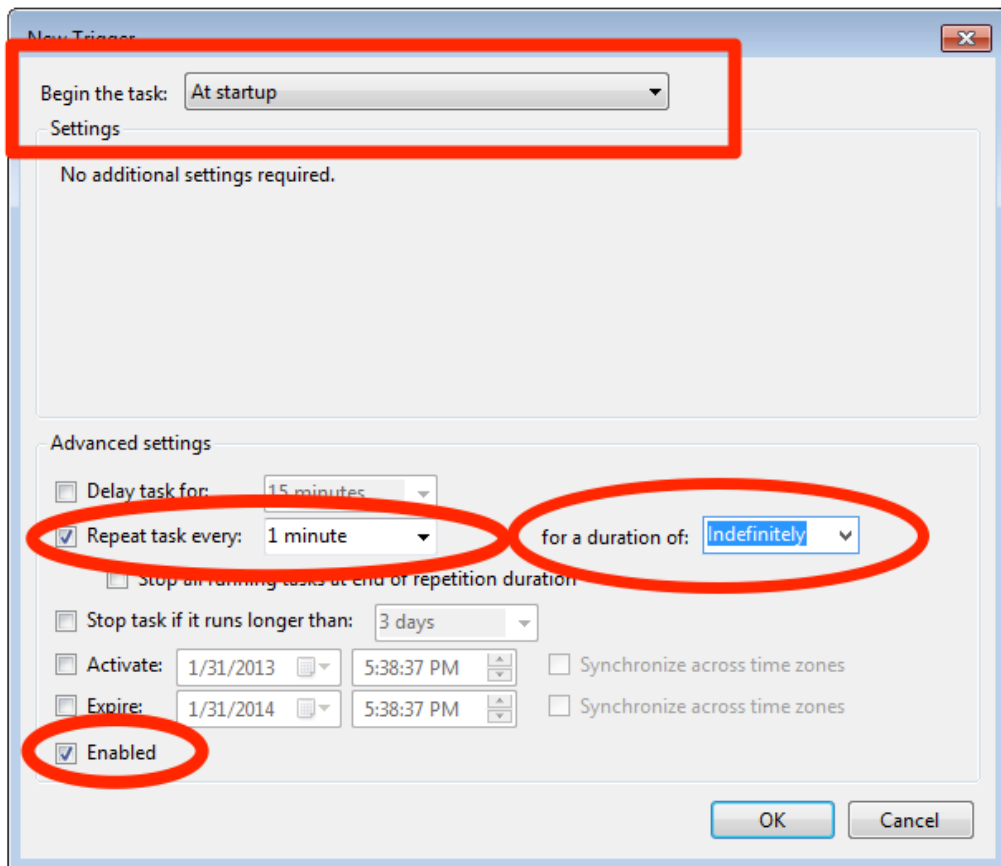 New Trigger
Begin the task: At startup
Settings
No additional settings required.
Advanced settings
Delay task for: 15 minutes
Repeat task every: 1 minute for a duration of: Indefinitely
Stop all running tasks at end of repetition duration
Stop task if it runs longer than: 3 days
Activate: 1/31/2013 5:38:37 PM Synchronize across time zones
Expire: 1/31/2014 5:38:37 PM Synchronize across time zones
Enabled
OK Cancel